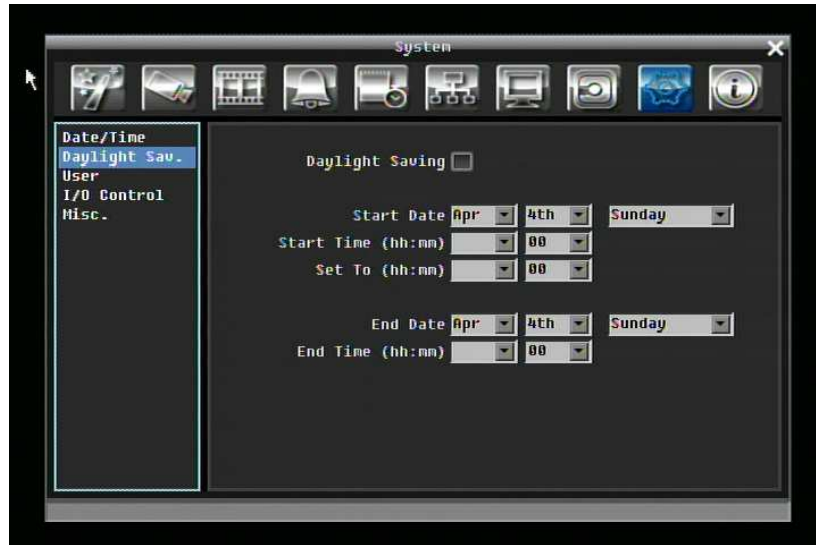 System
Date/Time
Daylight Sav.
User
I/O Control
Misc.
Daylight Saving
Start Date Apr 4th Sunday
Start Time (hh:mm) 00
Set To (hh:mm) 00
End Date Apr 4th Sunday
End Time (hh:mm) 00